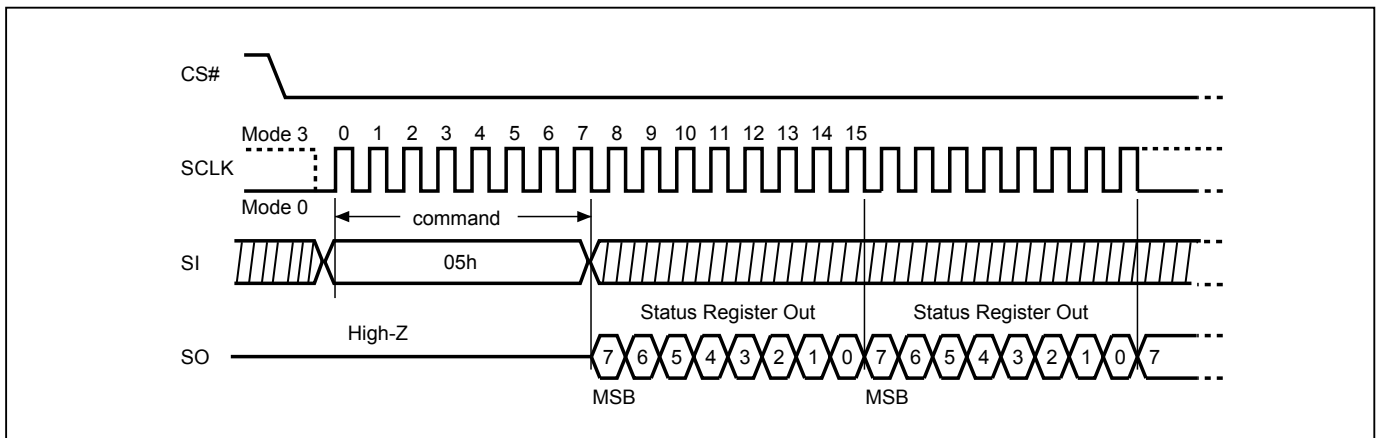 CS#
Mode 3 0 1 2 3 4 5 6 7 8 9 10 11 12 13 14 15
SCLK
Mode 0
command
SI 05h
Status Register Out Status Register Out
High-Z
SO 7 6 5 4 3 2 1 0 7 6 5 4 3 2 1 0 7
MSB MSB